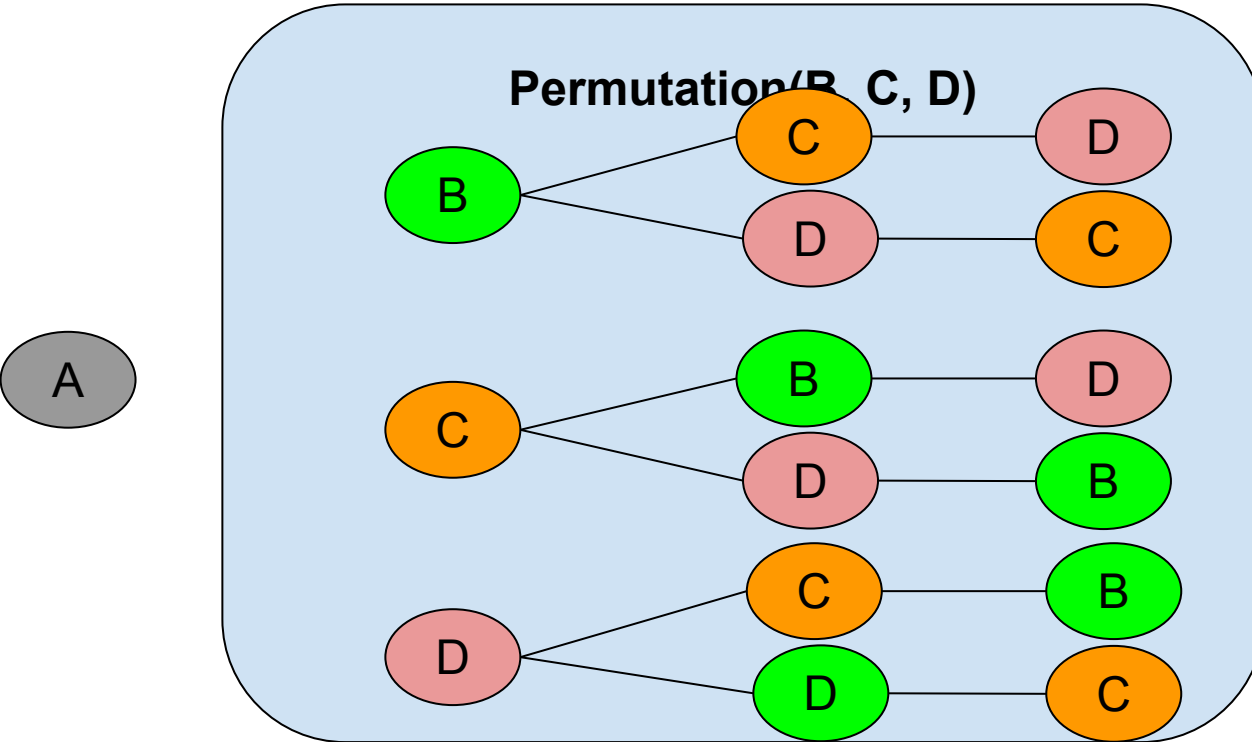 Permutation(B, C, D)
C D
B
D C
A
B D
C
D B
C B
D
D C